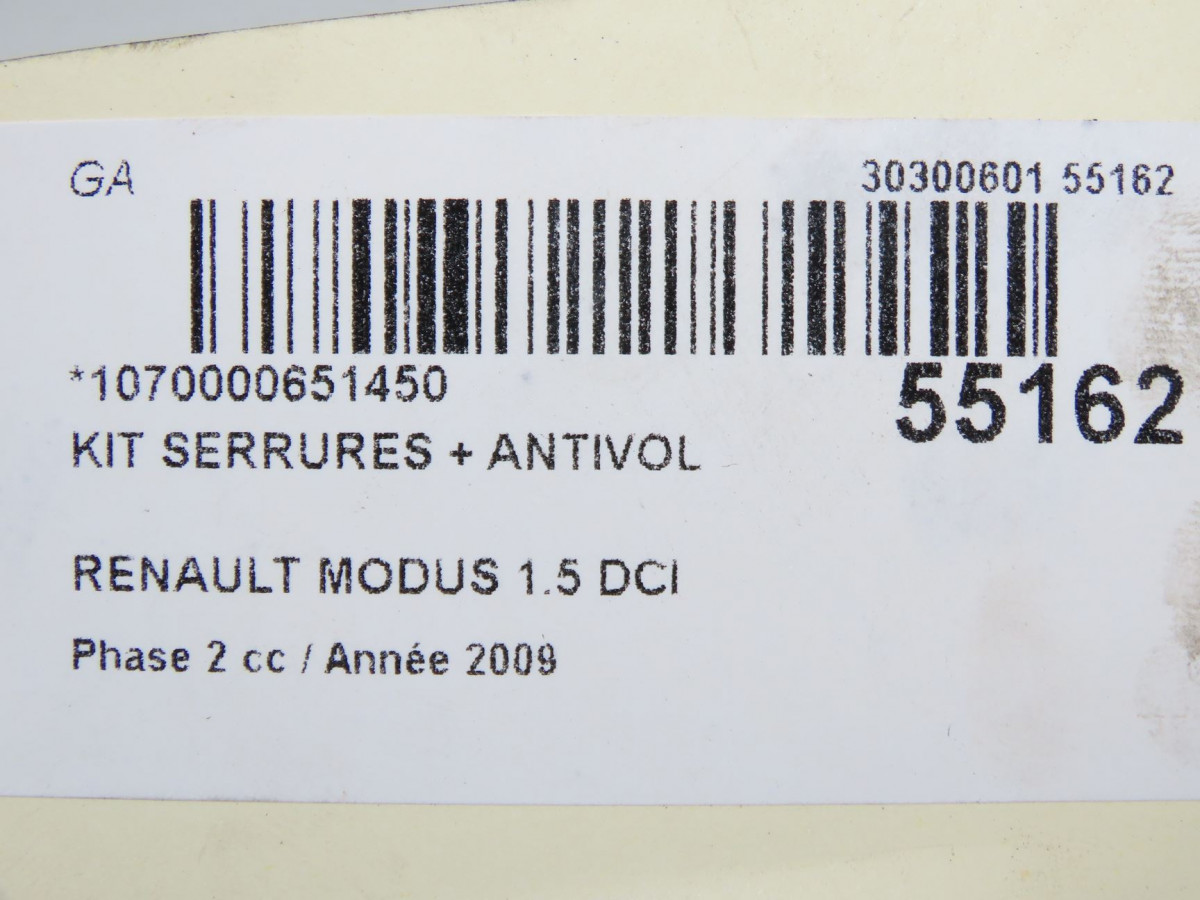 GA
30300601 55162
*1070000651450
55162
KIT SERRURES + ANTIVOL
RENAULT MODUS 1.5 DCI
Phase 2 cc / Année 2009